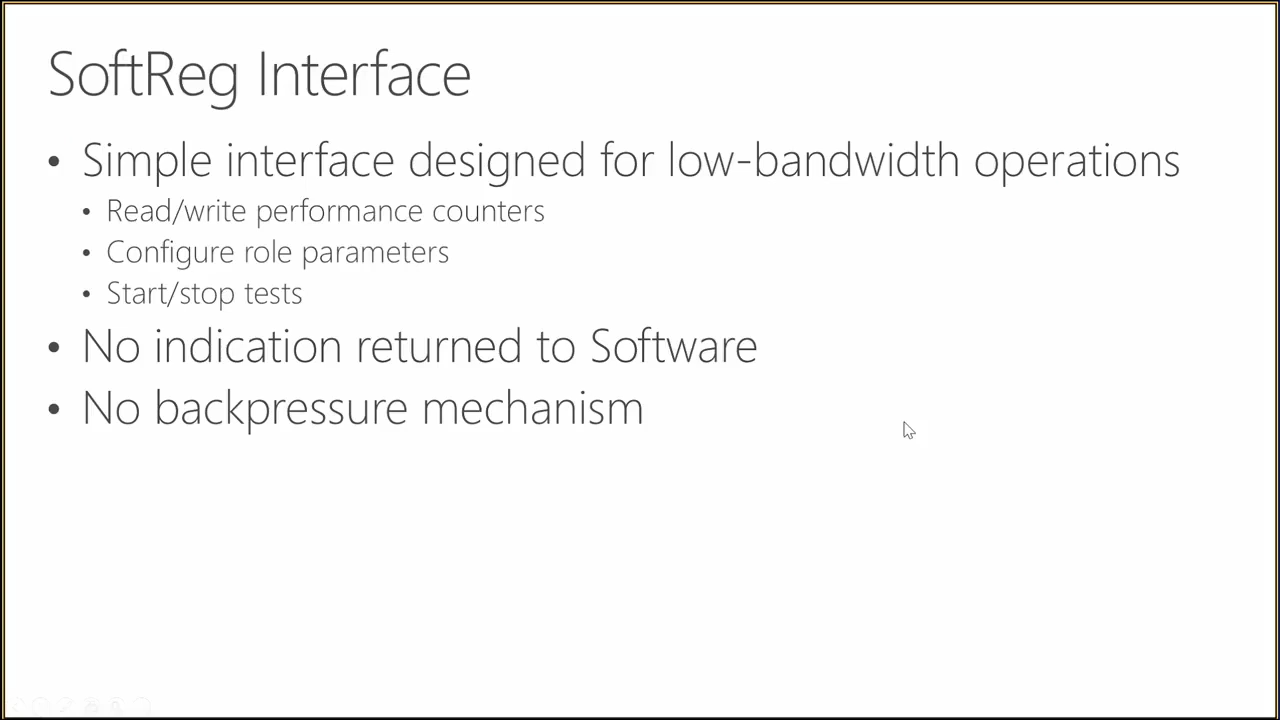 SoftReg Interface
• Simple interface designed for low-bandwidth operations
• Read/write performance counters
• Configure role parameters
• Start/stop tests
• No indication returned to Software
• No backpressure mechanism